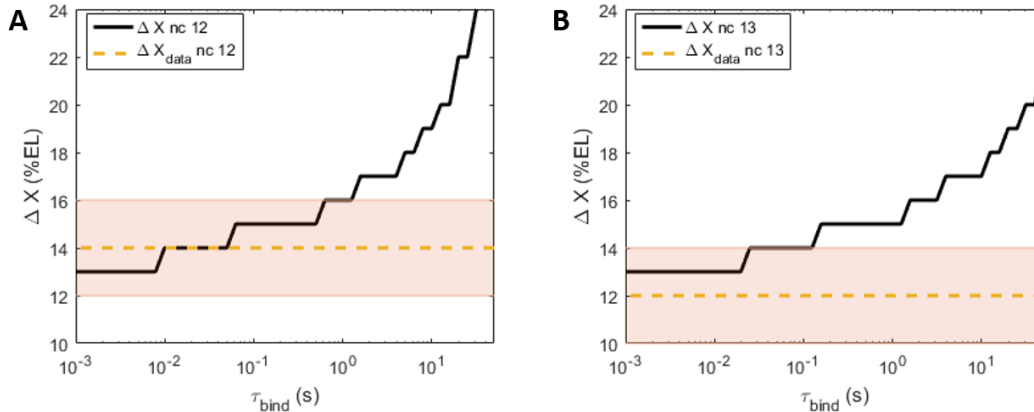 A
Δ X nc 12
Δ X_data nc 12
24
22
20
18
16
14
12
10
Δ X (%EL)
10^-3
10^-2
10^-1
10^0
10^1
τ_bind (s)
B
Δ X nc 13
Δ X_data nc 13
24
22
20
18
16
14
12
10
Δ X (%EL)
10^-3
10^-2
10^-1
10^0
10^1
τ_bind (s)